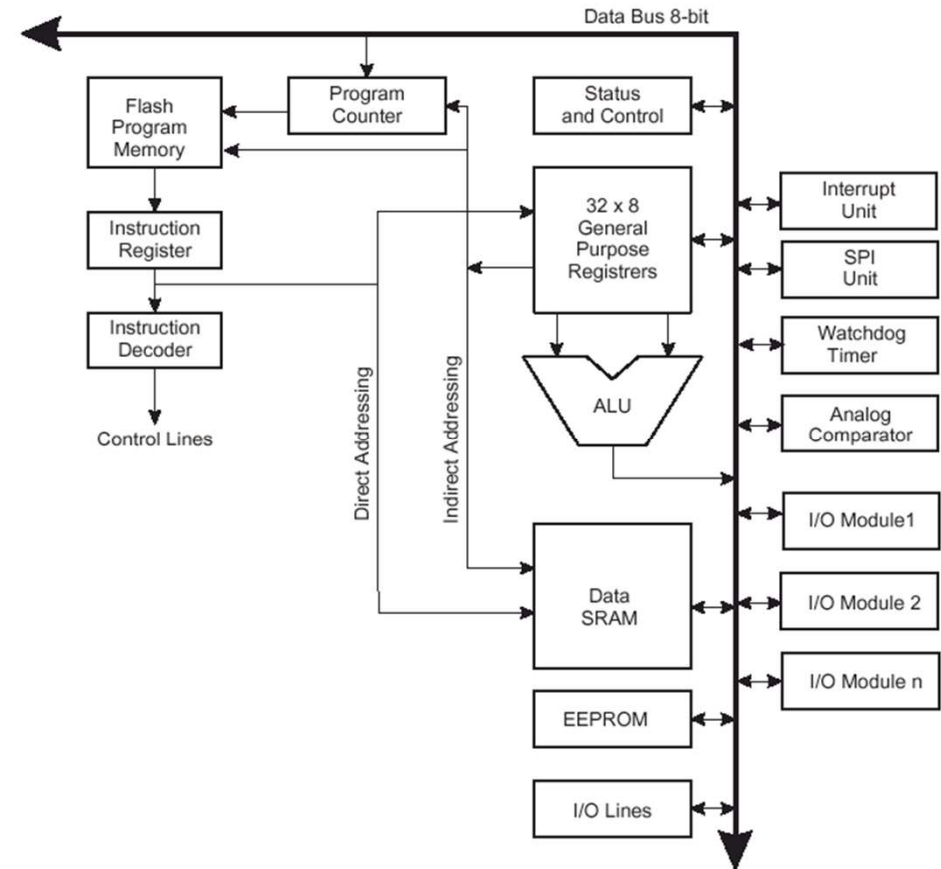 Data Bus 8-bit
Flash
Program
Memory
Program
Counter
Status
and Control
Instruction
Register
32 x 8
General
Purpose
Registrers
Interrupt
Unit
SPI
Unit
Instruction
Decoder
Watchdog
Timer
Control Lines
Direct Addressing
Indirect Addressing
ALU
Analog
Comparator
I/O Module1
Data
SRAM
I/O Module 2
I/O Module n
EEPROM
I/O Lines